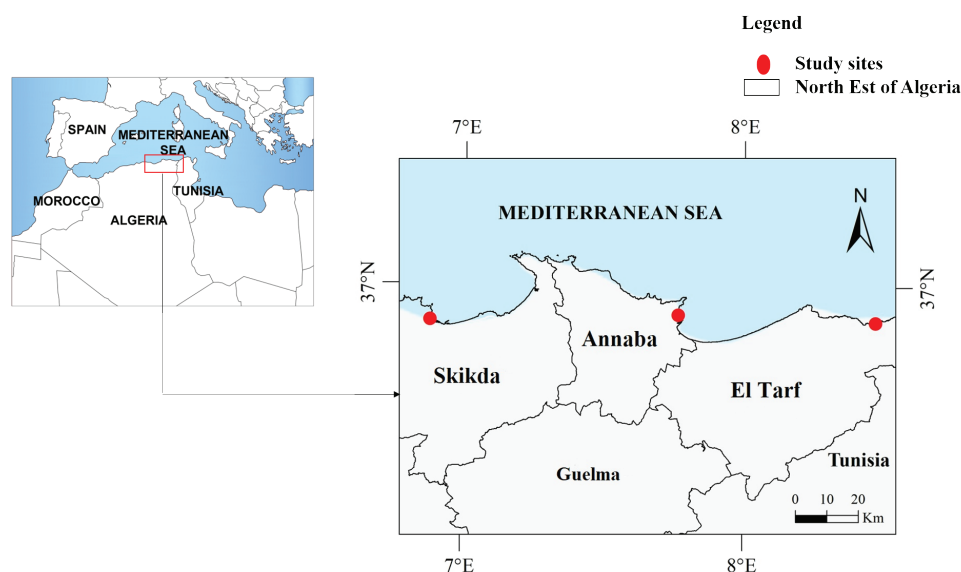 Legend
Study sites
North Est of Algeria
SPAIN
MEDITERRANEAN
SEA
MOROCCO
TUNISIA
ALGERIA
7°E
8°E
MEDITERRANEAN SEA
N
37°N
37°N
Annaba
Skikda
El Tarf
Tunisia
Guelma
0 10 20
Km
7°E
8°E